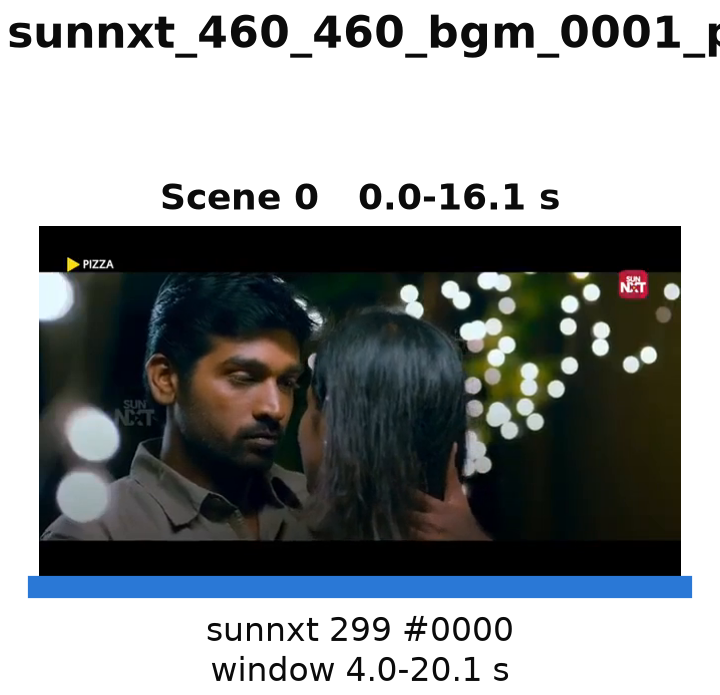 sunnxt_460_460_bgm_0001_p
Scene 0 0.0-16.1 s
PIZZA
SUN
NXT
SUN
NXT
sunnxt 299 #0000
window 4.0-20.1 s